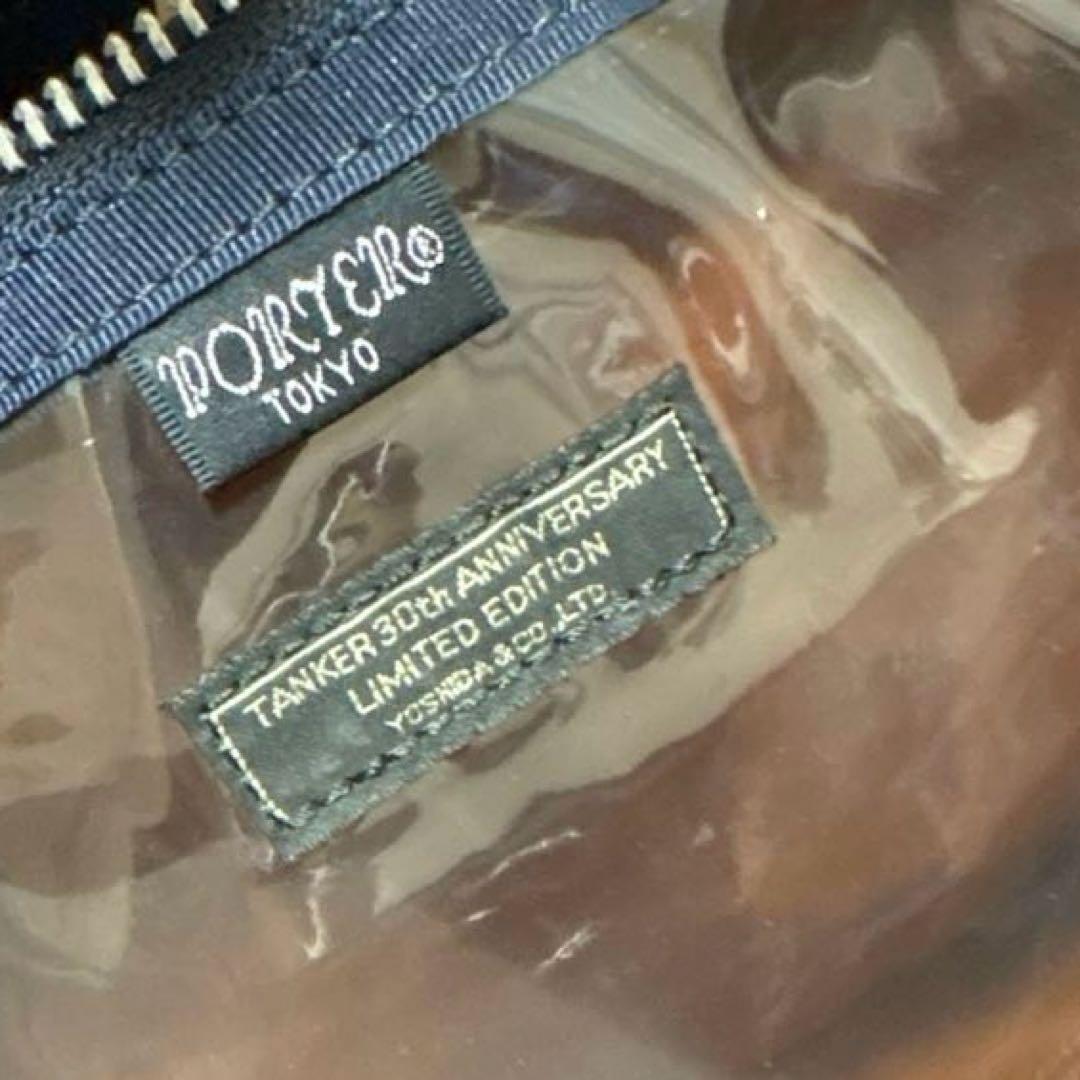 PORTER®
TOKYO
TANKER 30th ANNIVERSARY
LIMITED EDITION
YOSHIDA & CO.,LTD.